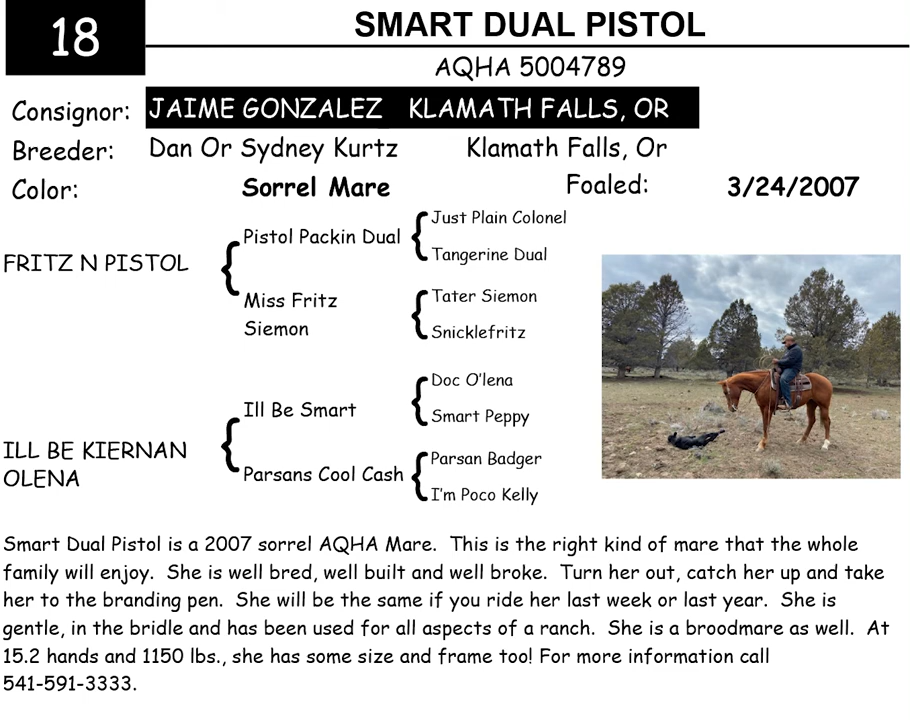 18
SMART DUAL PISTOL
AQHA 5004789
Consignor: JAIME GONZALEZ KLAMATH FALLS, OR
Breeder: Dan Or Sydney Kurtz Klamath Falls, Or
Color: Sorrel Mare Foaled: 3/24/2007
FRITZ N PISTOL
Pistol Packin Dual
Just Plain Colonel
Tangerine Dual
Miss Fritz
Siemon
Tater Siemon
Snicklefritz
ILL BE KIERNAN
OLENA
Ill Be Smart
Doc O'lena
Smart Peppy
Parsans Cool Cash
Parsan Badger
I'm Poco Kelly
Smart Dual Pistol is a 2007 sorrel AQHA Mare. This is the right kind of mare that the whole
family will enjoy. She is well bred, well built and well broke. Turn her out, catch her up and take
her to the branding pen. She will be the same if you ride her last week or last year. She is
gentle, in the bridle and has been used for all aspects of a ranch. She is a broodmare as well. At
15.2 hands and 1150 lbs., she has some size and frame too! For more information call
541-591-3333.